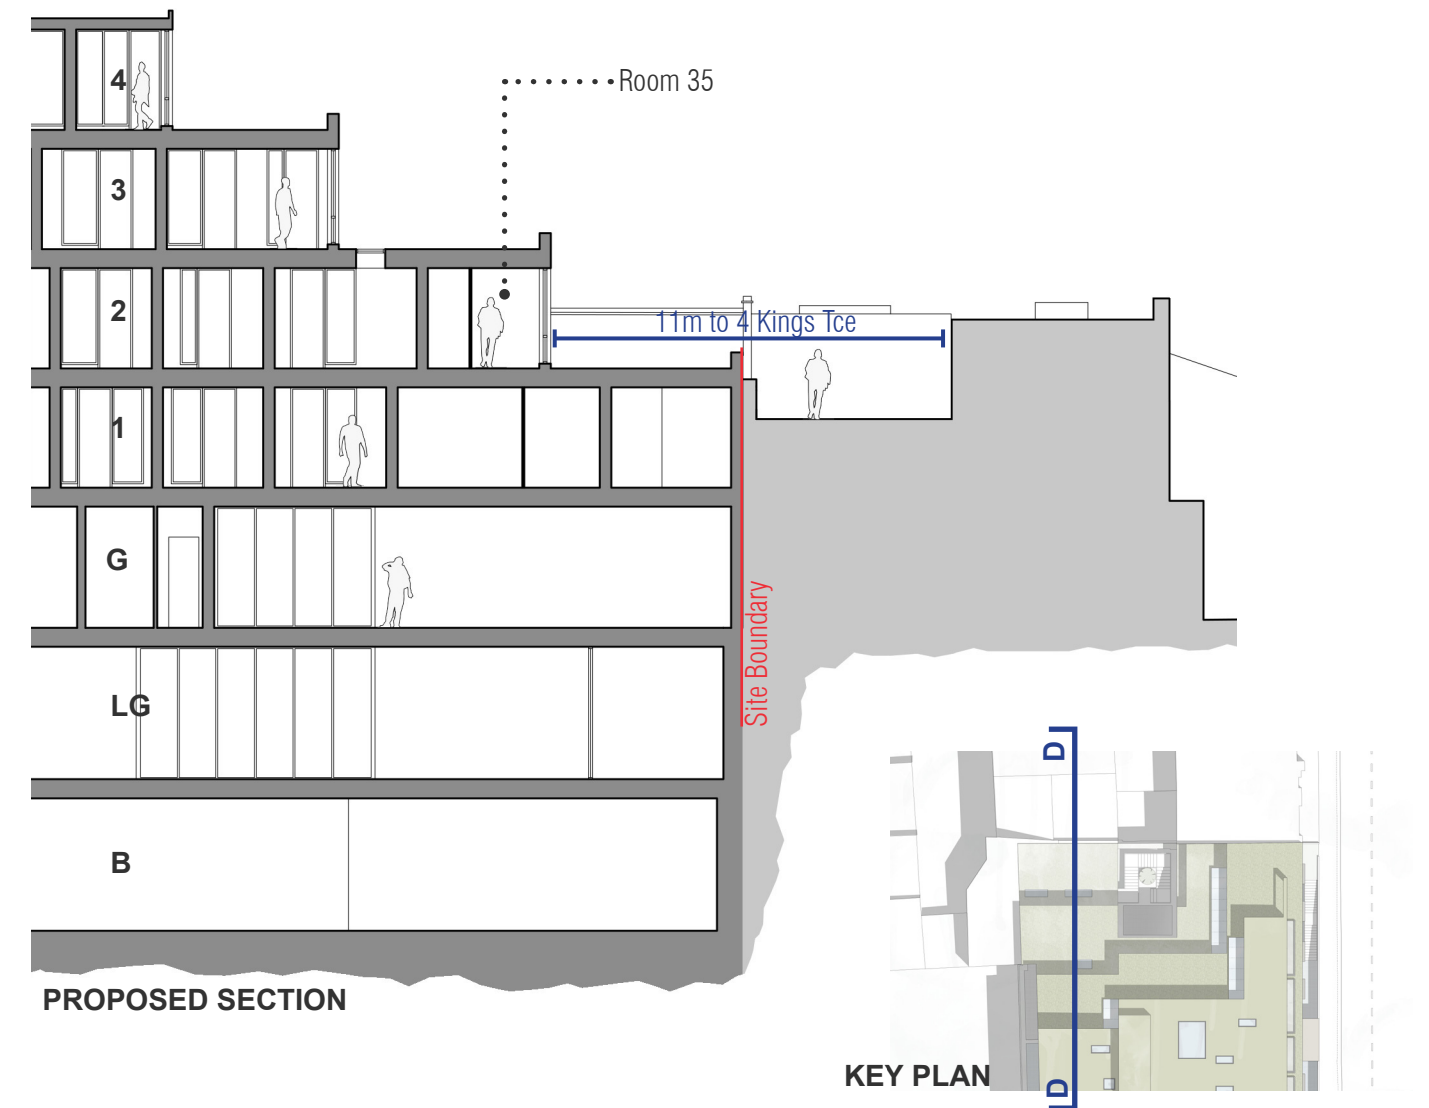 4
Room 35
3
2
11m to 4 Kings Tce
1
G
Site Boundary
LG
D
B
PROPOSED SECTION
KEY PLAN
D